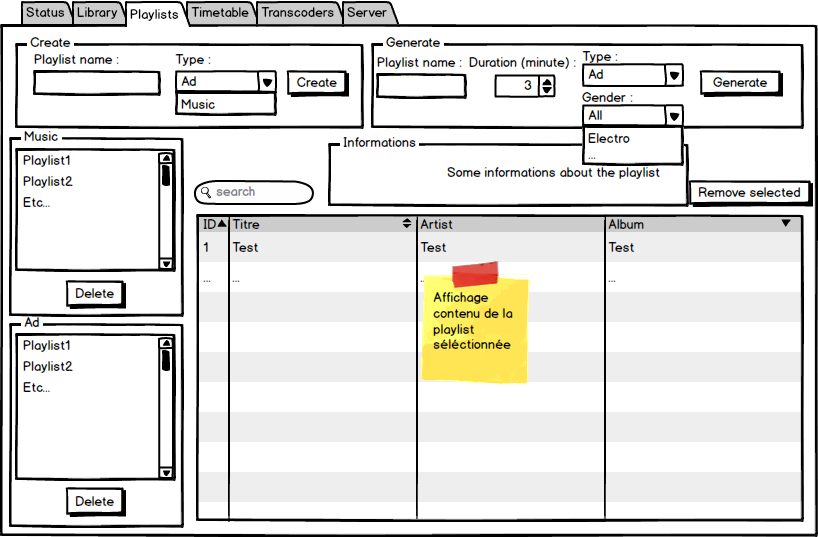 Status Library Playlists Timetable Transcoders Server
Create
Playlist name :
Type :
Ad
Music
Create
Generate
Playlist name :
Duration (minute) :
3
Type :
Ad
Gender :
All
Electro
...
Generate
Music
Playlist1
Playlist2
Etc...
Delete
Informations
Some informations about the playlist
search
Remove selected
ID Titre Artist Album
1 Test Test Test
... ... ... ...
Affichage
contenu de la
playlist
séléctionnée
Ad
Playlist1
Playlist2
Etc...
Delete